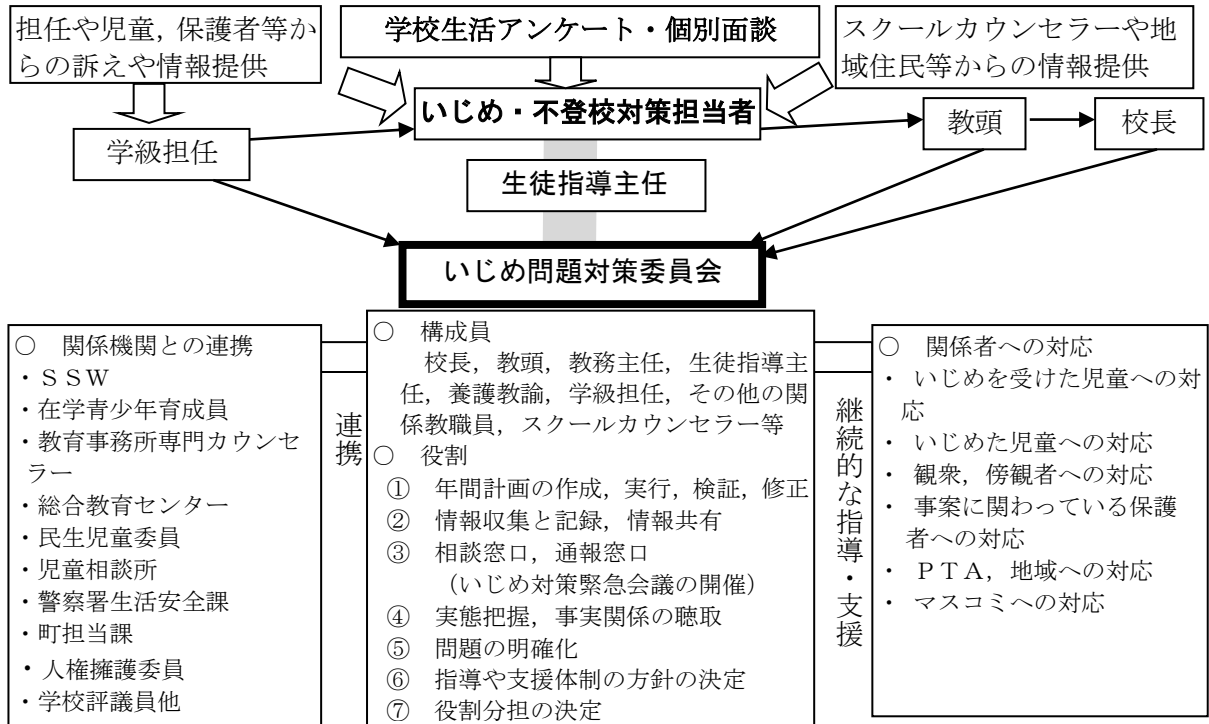 担任や児童，保護者等か
らの訴えや情報提供
学校生活アンケート・個別面談
スクールカウンセラーや地
域住民等からの情報提供
いじめ・不登校対策担当者
教頭
校長
学級担任
生徒指導主任
いじめ問題対策委員会
○　関係機関との連携
・ＳＳＷ
・在学青少年育成員
・教育事務所専門カウンセ
ラー
・総合教育センター
・民生児童委員
・児童相談所
・警察署生活安全課
・町担当課
・人権擁護委員
・学校評議員他
連携
○　構成員
校長，教頭，教務主任，生徒指導主
任，養護教諭，学級担任，その他の関
係教職員，スクールカウンセラー等
○　役割
①　年間計画の作成，実行，検証，修正
②　情報収集と記録，情報共有
③　相談窓口，通報窓口
（いじめ対策緊急会議の開催）
④　実態把握，事実関係の聴取
⑤　問題の明確化
⑥　指導や支援体制の方針の決定
⑦　役割分担の決定
継続的な指導・支援
○　関係者への対応
・ いじめを受けた児童への対
応
・ いじめた児童への対応
・ 観衆，傍観者への対応
・ 事案に関わっている保護
者への対応
・ ＰＴＡ，地域への対応
・ マスコミへの対応